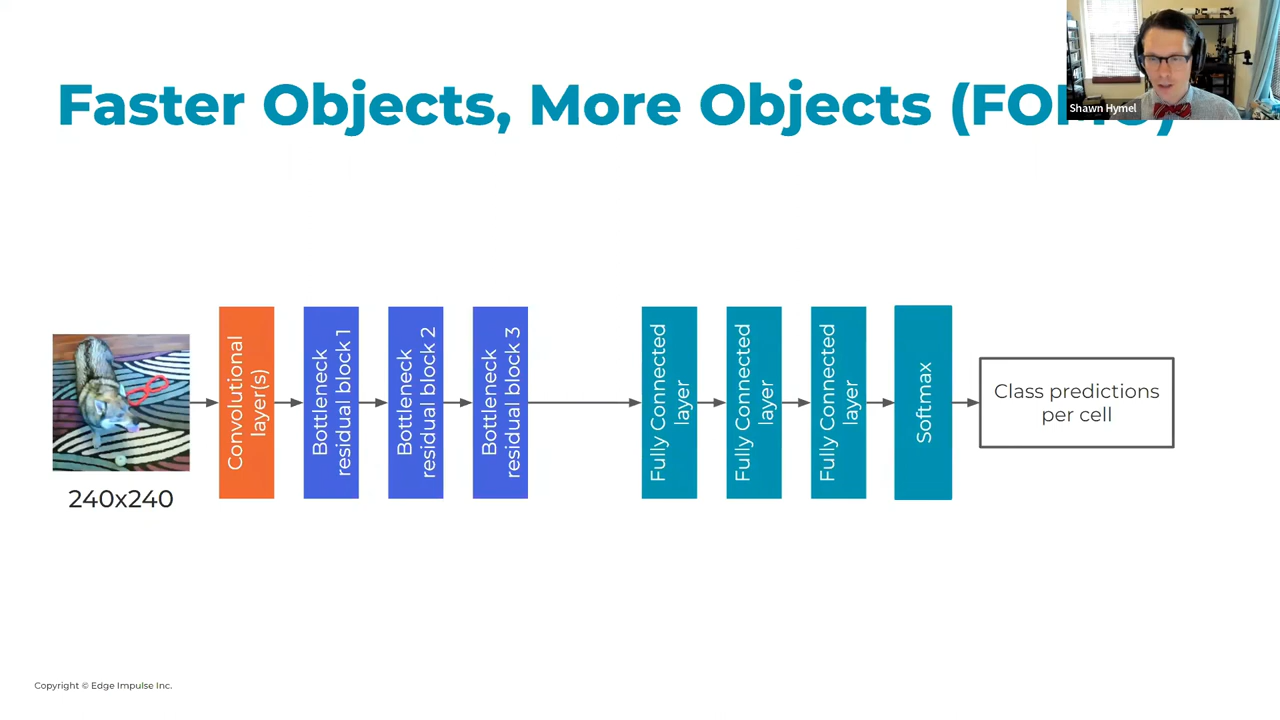 Faster Objects, More Objects (FOMO)
Shawn Hymel
Convolutional
layer(s)
Bottleneck
residual block 1
Bottleneck
residual block 2
Bottleneck
residual block 3
Fully Connected
layer
Fully Connected
layer
Fully Connected
layer
Softmax
Class predictions
per cell
240x240
Copyright © Edge Impulse Inc.